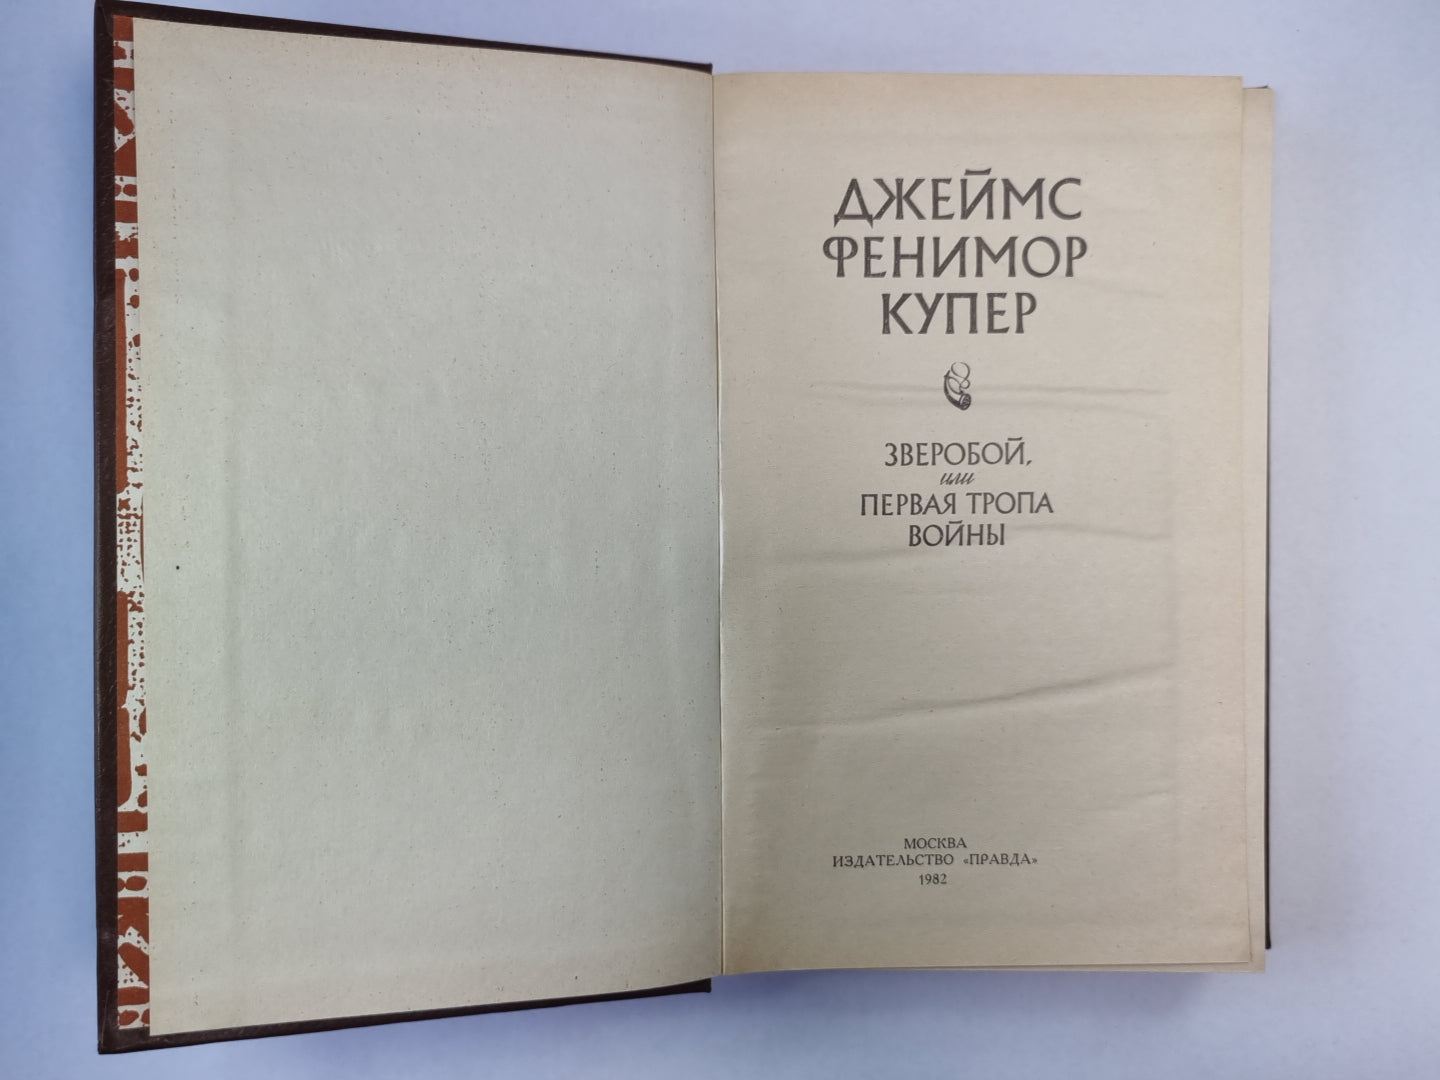 ДЖЕЙМС
ФЕНИМОР
КУПЕР
ЗВЕРОБОЙ,
или
ПЕРВАЯ ТРОПА
ВОЙНЫ
МОСКВА
ИЗДАТЕЛЬСТВО «ПРАВДА»
1982